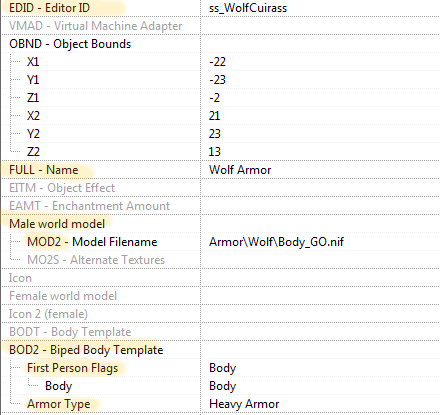 EDID - Editor ID ss_WolfCuirass
VMAD - Virtual Machine Adapter
OBND - Object Bounds
X1 -22
Y1 -23
Z1 -2
X2 21
Y2 23
Z2 13
FULL - Name Wolf Armor
EITM - Object Effect
EAMT - Enchantment Amount
Male world model
MOD2 - Model Filename Armor\Wolf\Body_GO.nif
MO2S - Alternate Textures
Icon
Female world model
Icon 2 (female)
BODT - Body Template
BOD2 - Biped Body Template
First Person Flags Body
Body Body
Armor Type Heavy Armor